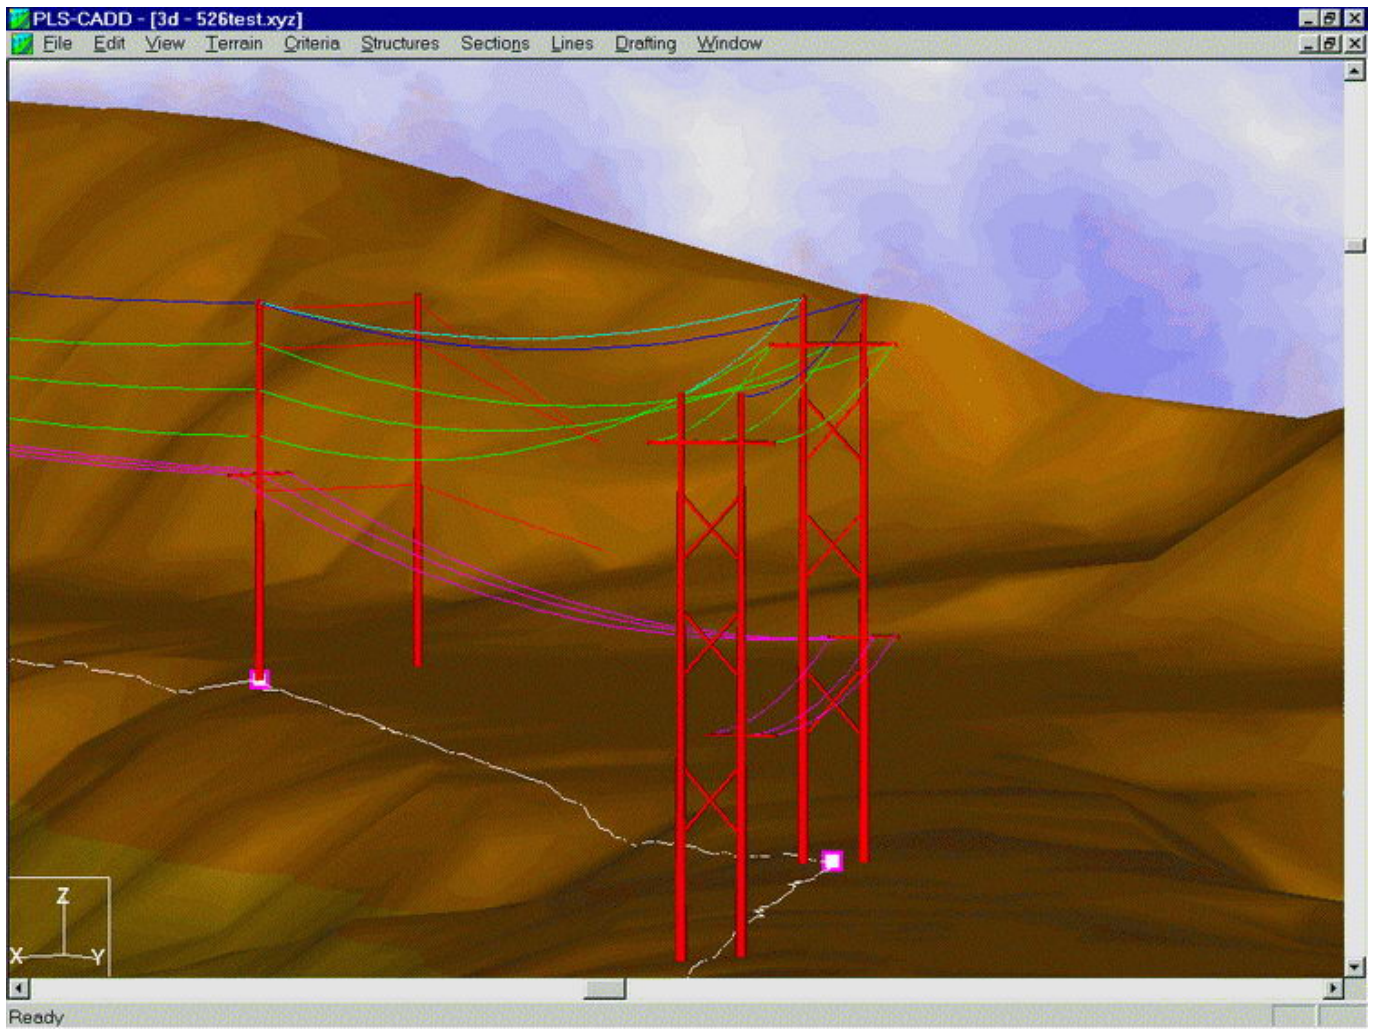 PLS-CADD - [3d - 526test.xyz]
File Edit View Terrain Criteria Structures Sections Lines Drafting Window
Z
X Y
Ready